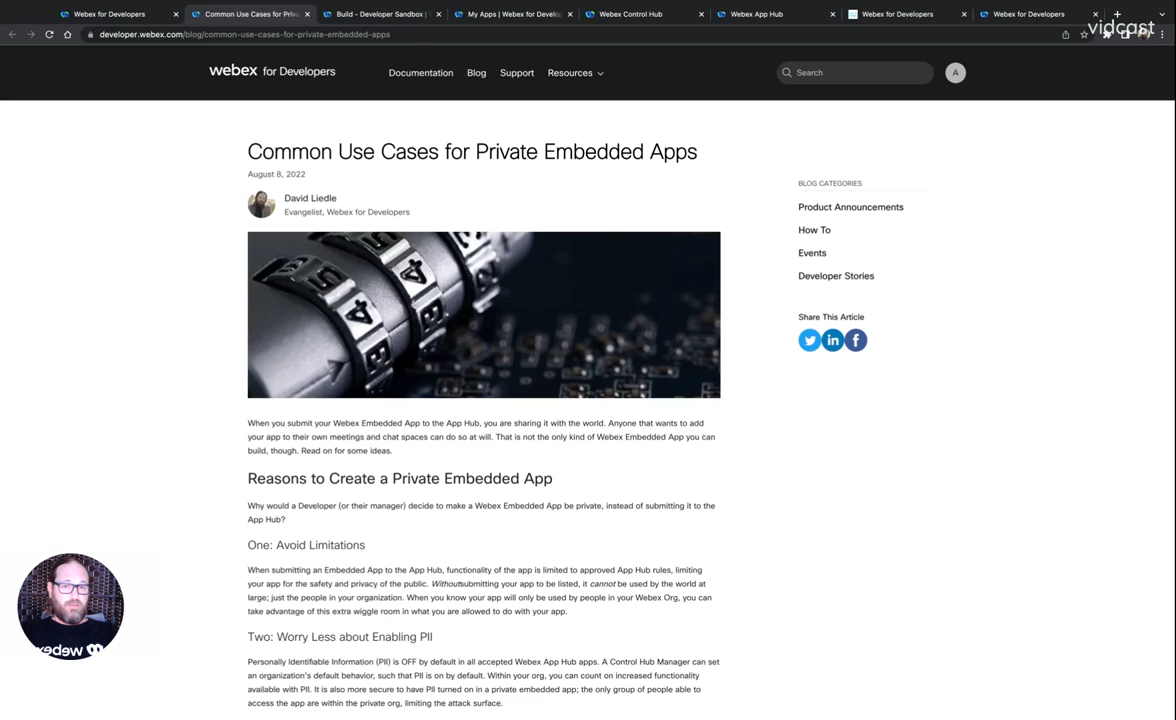 Webex for Developers
Common Use Cases for Priva
Build – Developer Sandbox |
My Apps | Webex for Develop
Webex Control Hub
Webex App Hub
Webex for Developers
Webex for Developers
vidcast
developer.webex.com/blog/common-use-cases-for-private-embedded-apps
webex for Developers
Documentation
Blog
Support
Resources
Search
A
Common Use Cases for Private Embedded Apps
August 8, 2022
David Liedle
Evangelist, Webex for Developers
When you submit your Webex Embedded App to the App Hub, you are sharing it with the world. Anyone that wants to add
your app to their own meetings and chat spaces can do so at will. That is not the only kind of Webex Embedded App you can
build, though. Read on for some ideas.
Reasons to Create a Private Embedded App
Why would a Developer (or their manager) decide to make a Webex Embedded App be private, instead of submitting it to the
App Hub?
One: Avoid Limitations
When submitting an Embedded App to the App Hub, functionality of the app is limited to approved App Hub rules, limiting
your app for the safety and privacy of the public. Withoutsubmitting your app to be listed, it cannot be used by the world at
large; just the people in your organization. When you know your app will only be used by people in your Webex Org, you can
take advantage of this extra wiggle room in what you are allowed to do with your app.
Two: Worry Less about Enabling PII
Personally Identifiable Information (PII) is OFF by default in all accepted Webex App Hub apps. A Control Hub Manager can set
an organization's default behavior, such that PII is on by default. Within your org, you can count on increased functionality
available with PII. It is also more secure to have PII turned on in a private embedded app; the only group of people able to
access the app are within the private org, limiting the attack surface.
BLOG CATEGORIES
Product Announcements
How To
Events
Developer Stories
Share This Article
webex